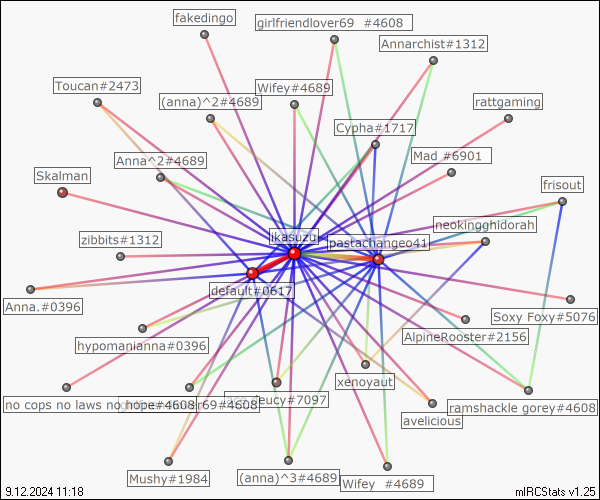 fakedingo
girlfriendlover69 #4608
Annarchist#1312
Toucan#2473
(anna)^2#4689
Wifey#4689
rattgaming
Cypha#1717
Anna^2#4689
Mad #6901
Skalman
frisout
neokingghidorah
zibbits#1312
ikasuzu
pastachangeo41
default#0617
Anna.#0396
Soxy Foxy#5076
AlpineRooster#2156
hypomanianna#0396
xenoyaut
no cops no laws no hope#4608
69#4608
eucy#7097
avelicious
ramshackle gorey#4608
Mushy#1984
(anna)^3#4689
Wifey #4689
9.12.2024 11:18
mIRCStats v1.25